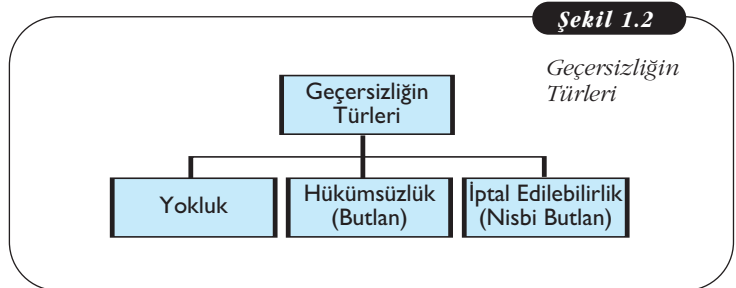 Şekil 1.2
Geçersizliğin
Türleri
Geçersizliğin
Türleri
Yokluk
Hükümsüzlük
(Butlan)
İptal Edilebilirlik
(Nisbi Butlan)